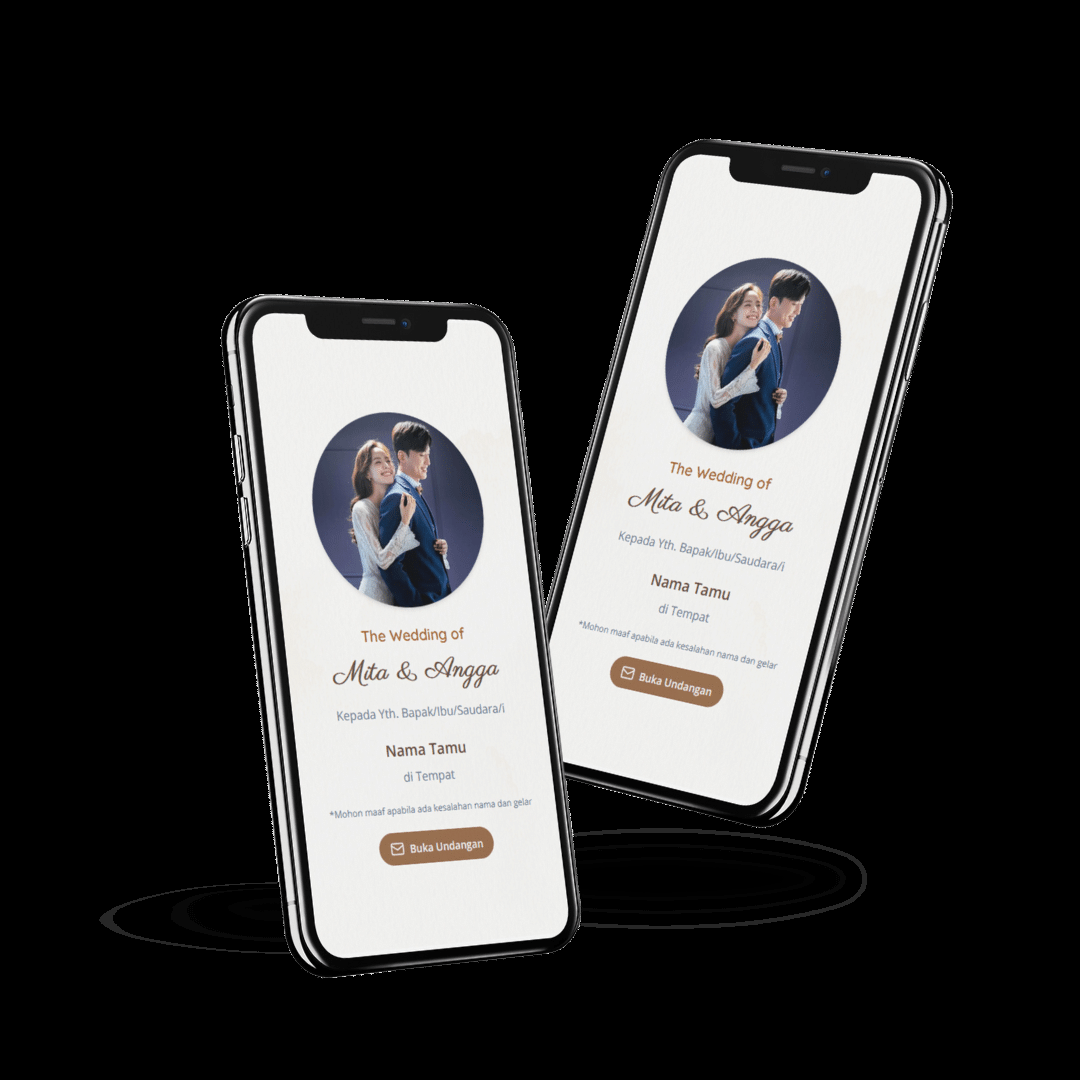 The Wedding of
Mita & Angga
Kepada Yth. Bapak/Ibu/Saudara/i
Nama Tamu
di Tempat
*Mohon maaf apabila ada kesalahan nama dan gelar
Buka Undangan
The Wedding of
Mita & Angga
Kepada Yth. Bapak/Ibu/Saudara/i
Nama Tamu
di Tempat
*Mohon maaf apabila ada kesalahan nama dan gelar
Buka Undangan